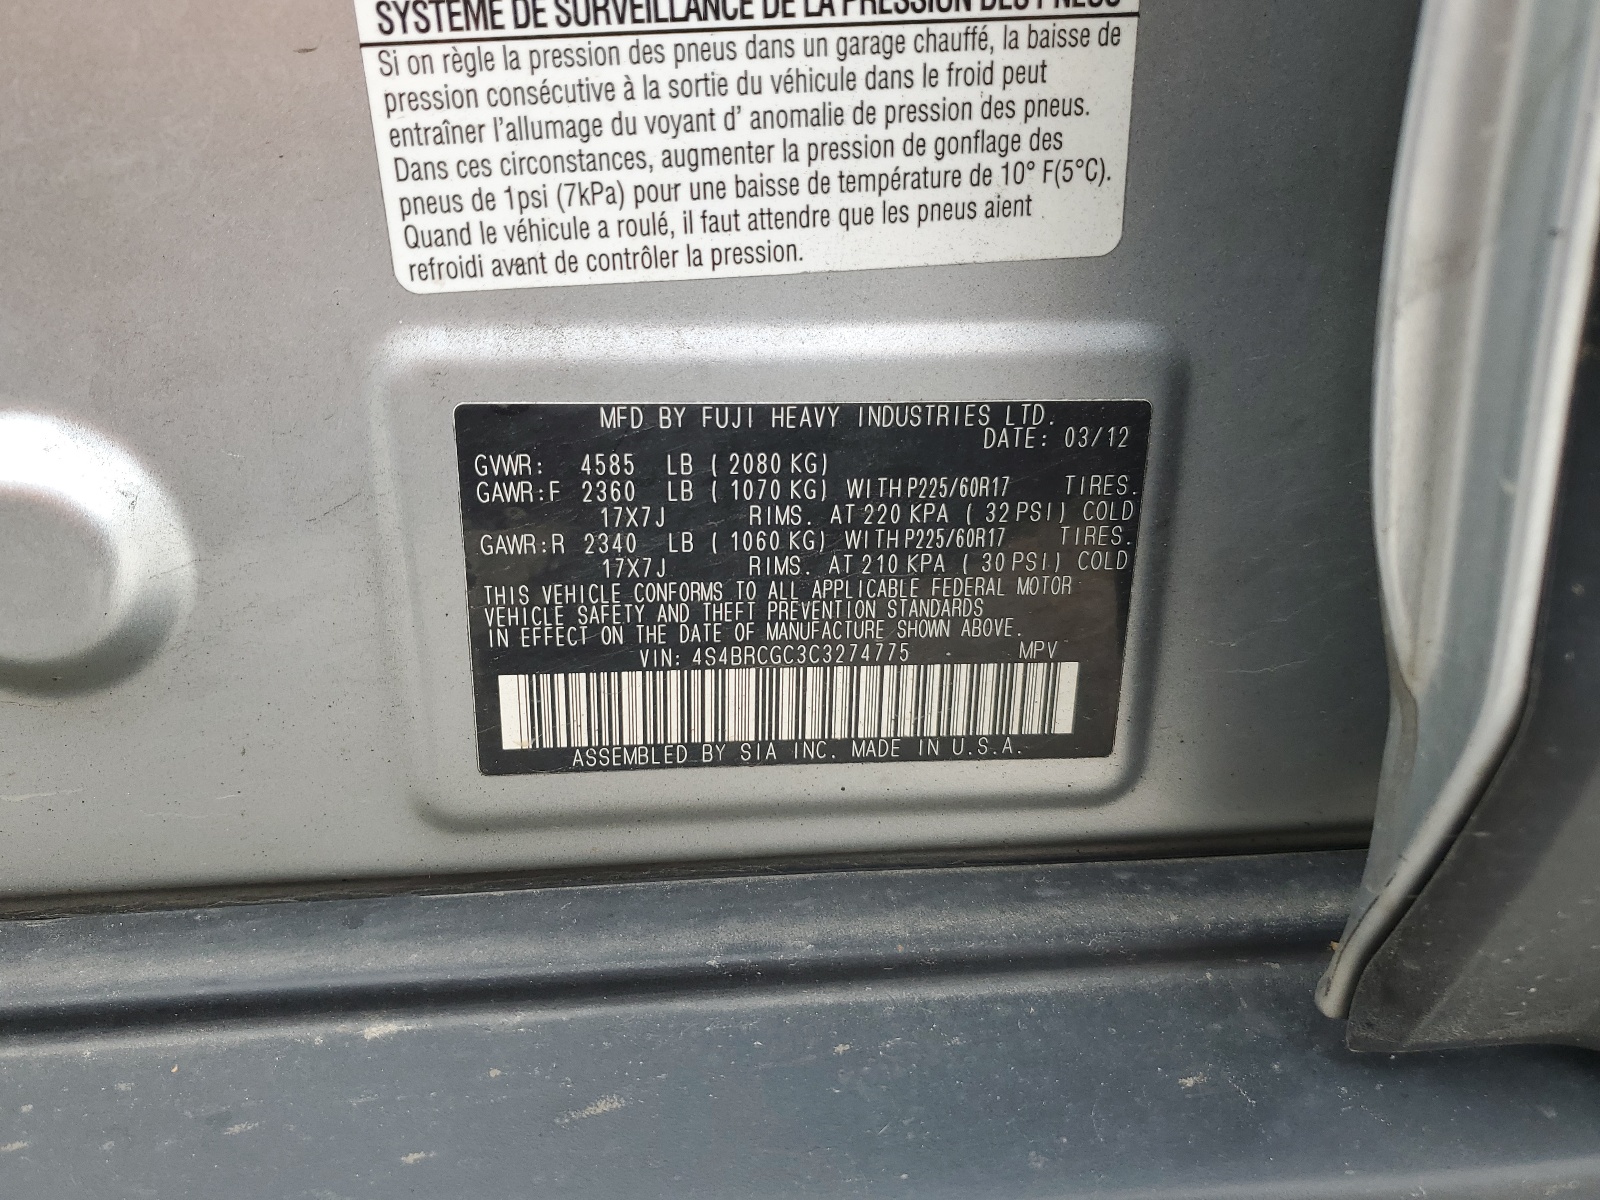 SYSTÈME DE SURVEILLANCE DE LA PRESSION DES PNEUS
Si on règle la pression des pneus dans un garage chauffé, la baisse de
pression consécutive à la sortie du véhicule dans le froid peut
entraîner l'allumage du voyant d' anomalie de pression des pneus.
Dans ces circonstances, augmenter la pression de gonflage des
pneus de 1psi (7kPa) pour une baisse de température de 10° F(5°C).
Quand le véhicule a roulé, il faut attendre que les pneus aient
refroidi avant de contrôler la pression.
MFD BY FUJI HEAVY INDUSTRIES LTD.
DATE: 03/12
GVWR: 4585 LB ( 2080 KG)
GAWR:F 2360 LB ( 1070 KG) WITH P225/60R17 TIRES.
17X7J RIMS. AT 220 KPA ( 32 PSI) COLD
GAWR:R 2340 LB ( 1060 KG) WITH P225/60R17 TIRES.
17X7J RIMS. AT 210 KPA ( 30 PSI) COLD
THIS VEHICLE CONFORMS TO ALL APPLICABLE FEDERAL MOTOR
VEHICLE SAFETY AND THEFT PREVENTION STANDARDS
IN EFFECT ON THE DATE OF MANUFACTURE SHOWN ABOVE.
VIN: 4S4BRCGC3C3274775 MPV
ASSEMBLED BY SIA INC. MADE IN U.S.A.